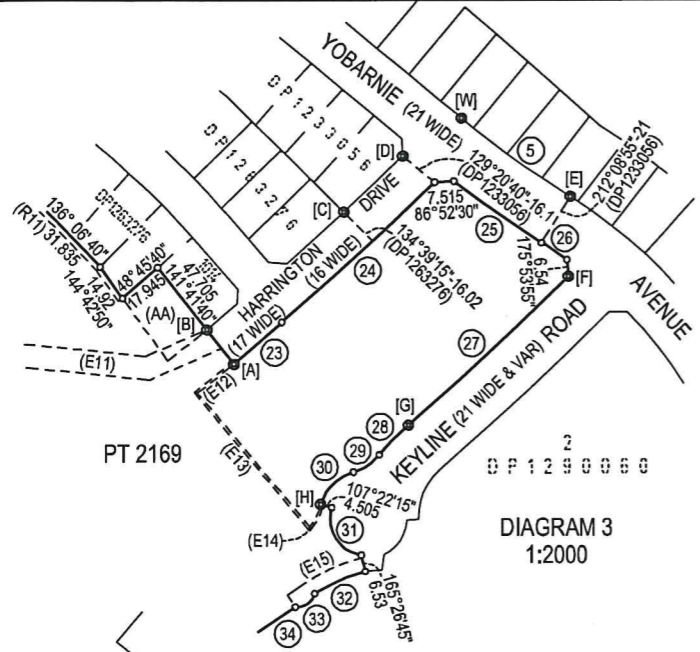 YOBARNIE (21 WIDE)
AVENUE
DP1233056
DP1263276
DP1263276
[W]
5
[E]
212°08'55"-21
(DP1233056)
129°20'40"-16.11
(DP1233056)
[D]
7.515
86°52'30"
25
26
6.54
175°53'55"
[F]
[C]
DRIVE
HARRINGTON
(16 WIDE)
24
134°39'15"-16.02
(DP1263276)
136° 06' 40"
(R11) 31.835
14.92
144°42'50"
48°45'40"
(17.945)
47.705
141°41'40"
(AA)
[B]
(17 WIDE)
23
(E11)
[A]
(E12)
(E13)
PT 2169
27
KEYLINE (21 WIDE & VAR) ROAD
[G]
28
29
30
[H]
107°22'15"
4.505
31
(E14)
(E15)
165°26'45"
6.53
32
33
34
2
DP1290060
DIAGRAM 3
1:2000